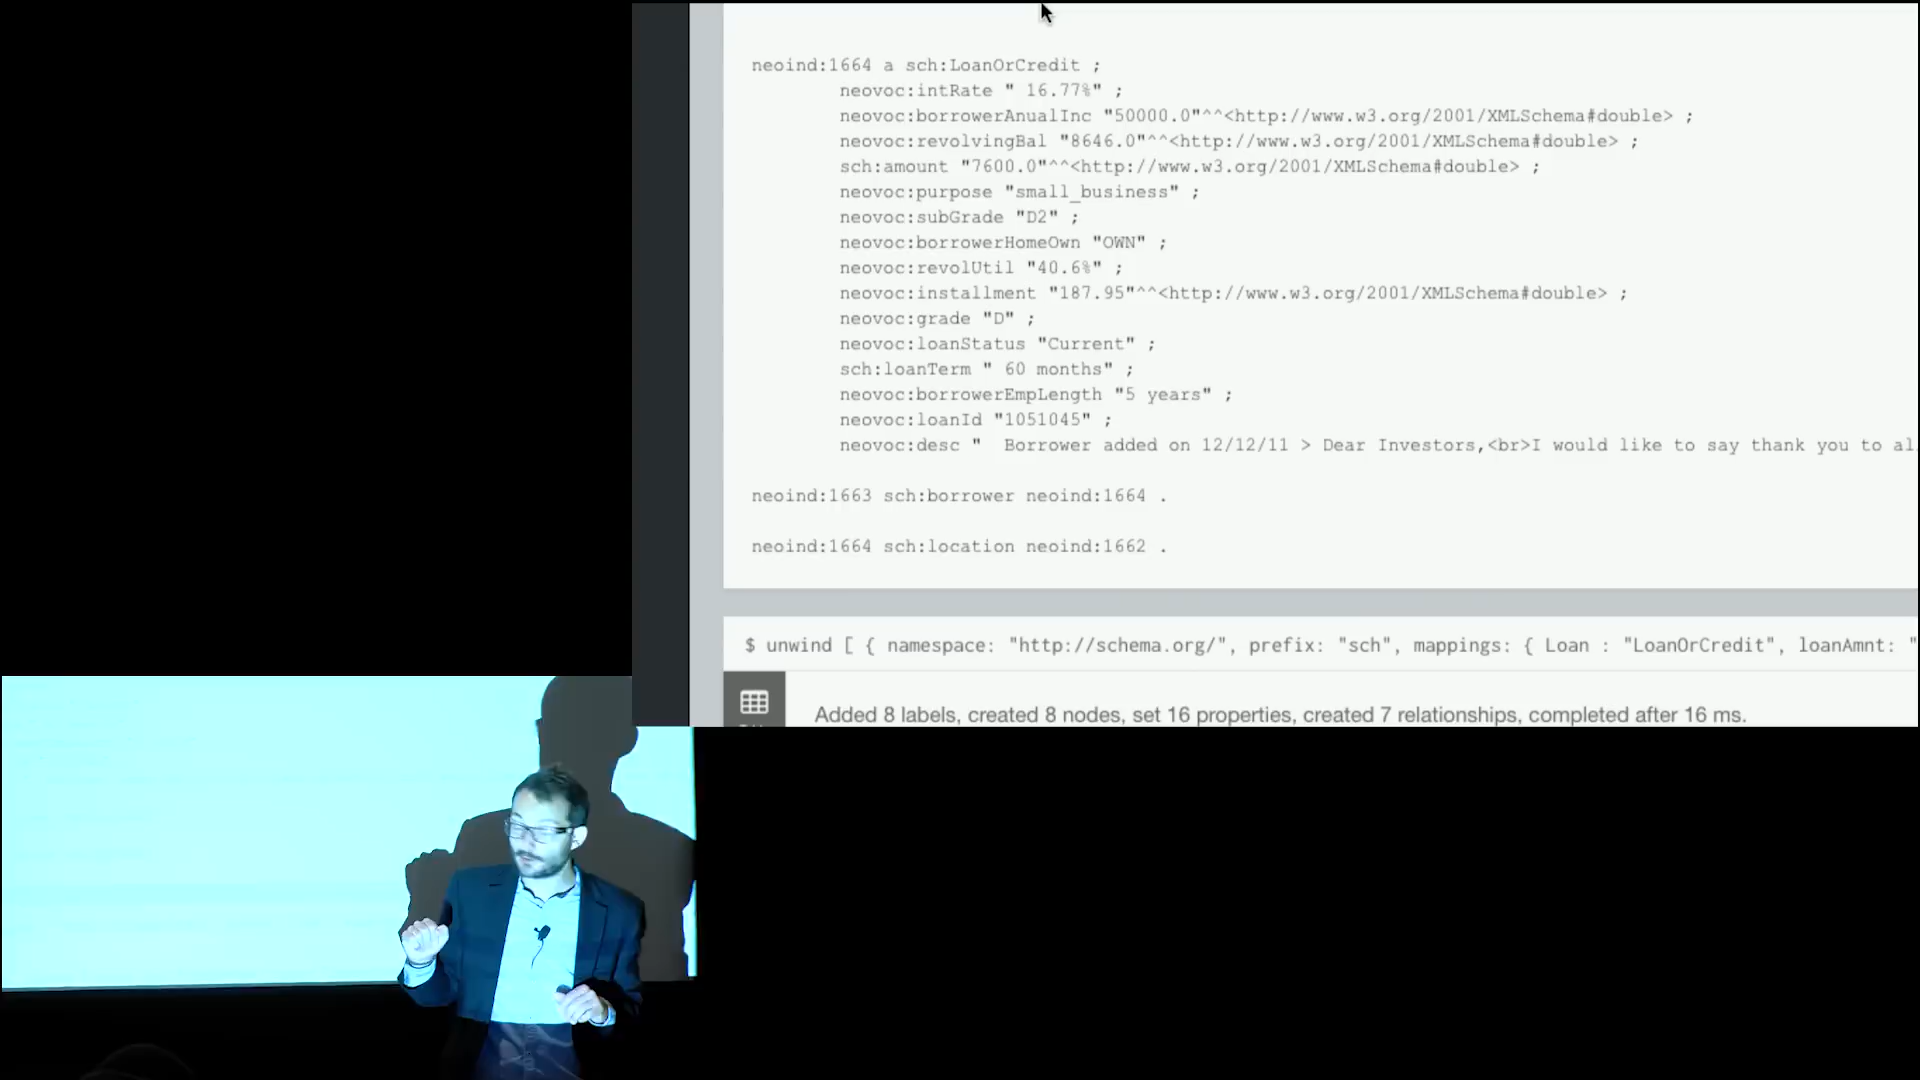 neoind:1664 a sch:LoanOrCredit ;
neovoc:intRate " 16.77%" ;
neovoc:borrowerAnualInc "50000.0"^^<http://www.w3.org/2001/XMLSchema#double> ;
neovoc:revolvingBal "8646.0"^^<http://www.w3.org/2001/XMLSchema#double> ;
sch:amount "7600.0"^^<http://www.w3.org/2001/XMLSchema#double> ;
neovoc:purpose "small_business" ;
neovoc:subGrade "D2" ;
neovoc:borrowerHomeOwn "OWN" ;
neovoc:revolUtil "40.6%" ;
neovoc:installment "187.95"^^<http://www.w3.org/2001/XMLSchema#double> ;
neovoc:grade "D" ;
neovoc:loanStatus "Current" ;
sch:loanTerm " 60 months" ;
neovoc:borrowerEmpLength "5 years" ;
neovoc:loanId "1051045" ;
neovoc:desc "  Borrower added on 12/12/11 > Dear Investors,<br>I would like to say thank you to al
neoind:1663 sch:borrower neoind:1664 .
neoind:1664 sch:location neoind:1662 .
$ unwind [ { namespace: "http://schema.org/", prefix: "sch", mappings: { Loan : "LoanOrCredit", loanAmnt: "
Added 8 labels, created 8 nodes, set 16 properties, created 7 relationships, completed after 16 ms.